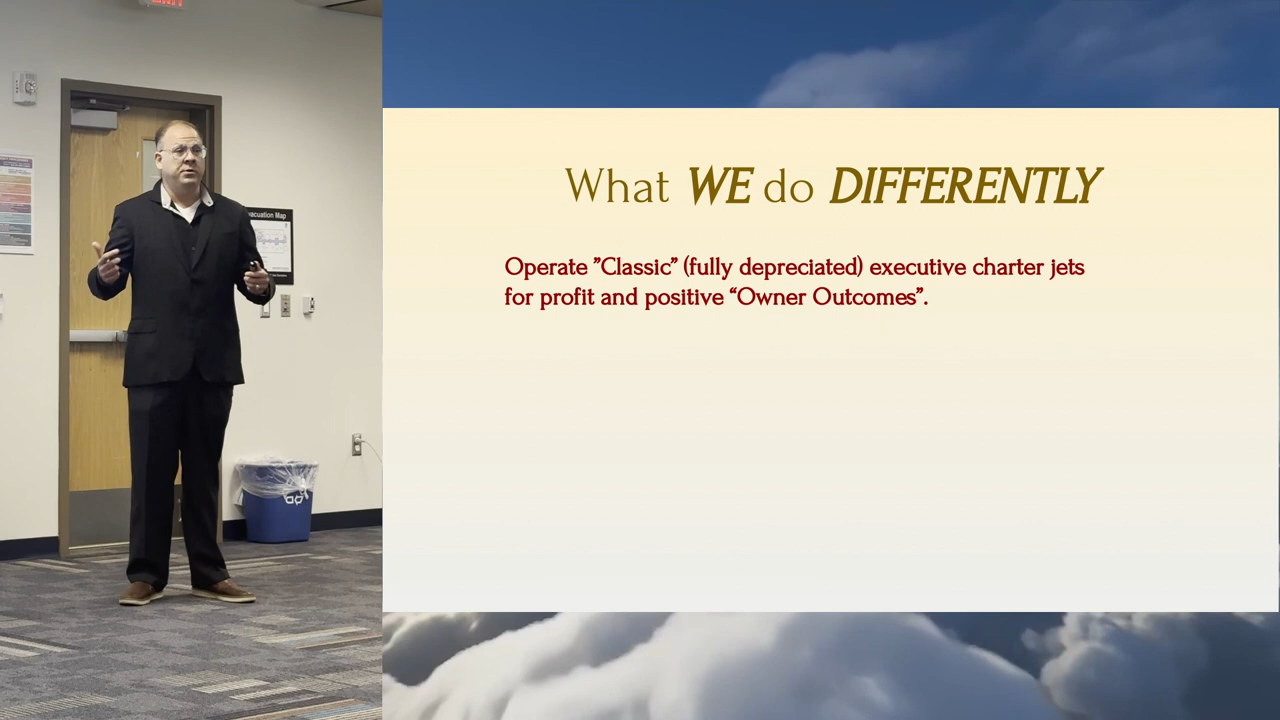 What WE do DIFFERENTLY
Operate ”Classic” (fully depreciated) executive charter jets
for profit and positive “Owner Outcomes”.
Evacuation Map